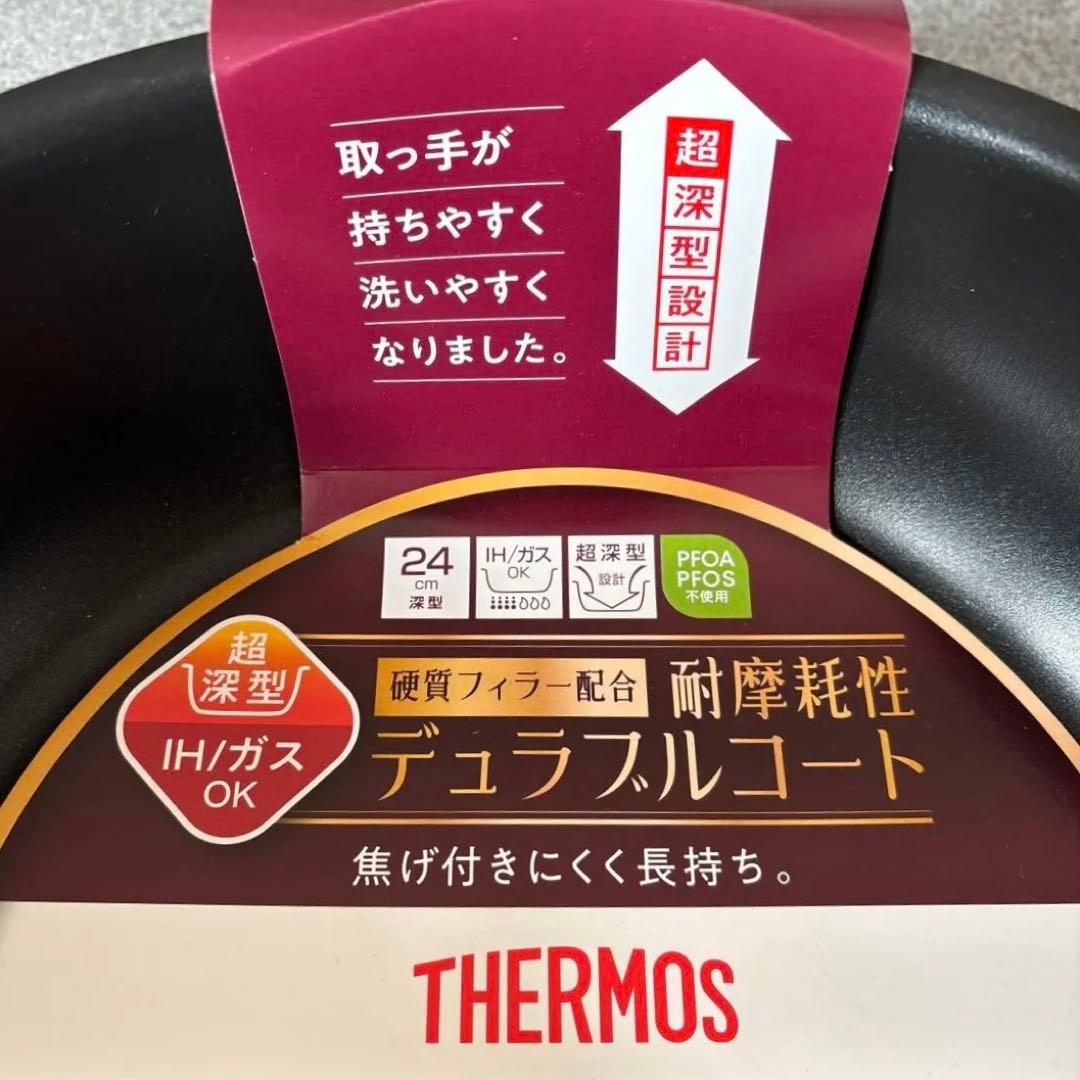 取っ手が
持ちやすく
洗いやすく
なりました。
超深型設計
24
cm
深型
IH/ガス
OK
超深型
設計
PFOA
PFOS
不使用
超
深型
IH/ガス
OK
硬質フィラー配合 耐摩耗性
デュラブルコート
焦げ付きにくく長持ち。
THERMOS